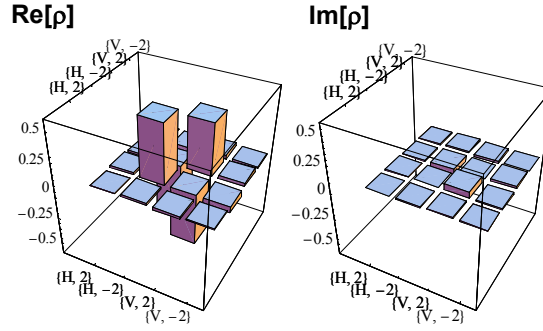 Re[ρ]
Im[ρ]
{V, -2}
{V, 2}
{H, -2}
{H, 2}
0.5
0.25
0
-0.25
-0.5
{H, 2}
{H, -2}
{V, 2}
{V, -2}
{V, -2}
{V, 2}
{H, -2}
{H, 2}
0.5
0.25
0
-0.25
-0.5
{H, 2}
{H, -2}
{V, 2}
{V, -2}